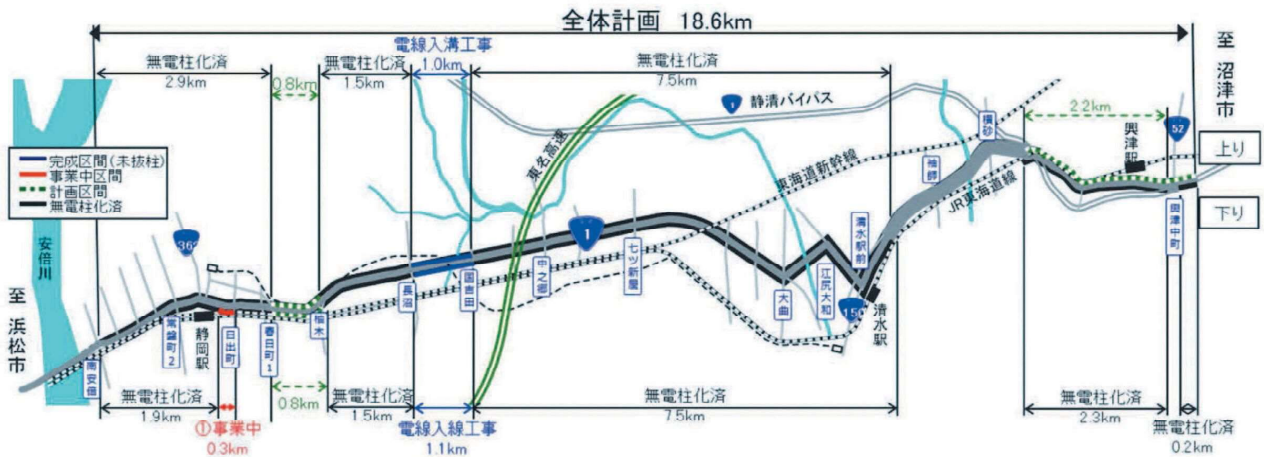 全体計画 18.6km
無電柱化済
2.9km
0.8km
無電柱化済
1.5km
電線入溝工事
1.0km
無電柱化済
7.5km
2.2km
至 沼津市
上り
下り
52
1
静清バイパス
東名高速
東海道新幹線
JR東海道線
横砂
袖師
興津駅
興津中町
完成区間(未抜柱)
事業中区間
計画区間
無電柱化済
安倍川
至 浜松市
362
1
150
南安倍
常盤町2
静岡駅
日出町
春日町1
柚木
長沼
国吉田
中之郷
七ツ新屋
大曲
江尻大和
清水駅前
清水駅
無電柱化済
1.9km
①事業中
0.3km
0.8km
無電柱化済
1.5km
電線入線工事
1.1km
無電柱化済
7.5km
無電柱化済
2.3km
無電柱化済
0.2km